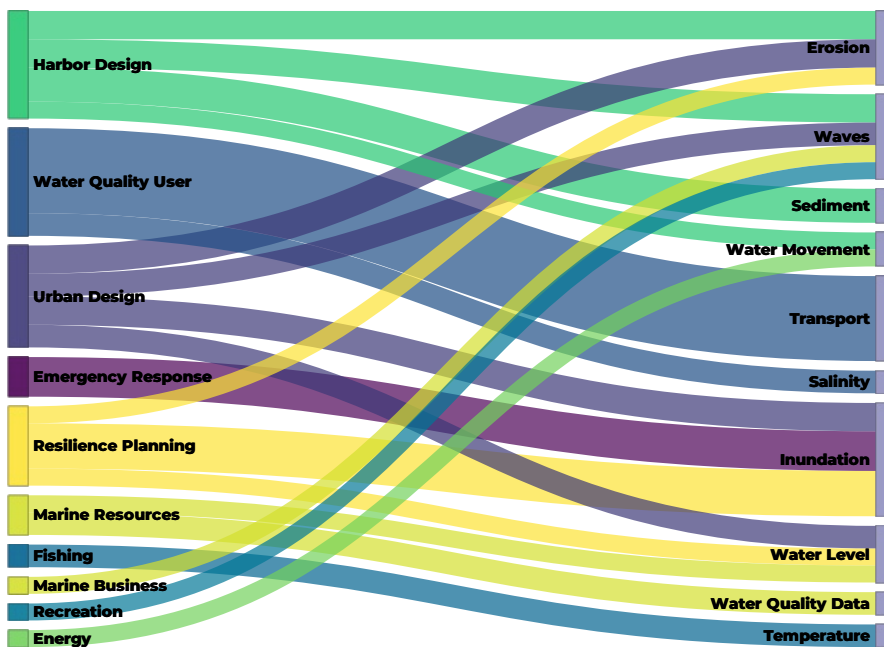 Harbor Design
Water Quality User
Urban Design
Emergency Response
Resilience Planning
Marine Resources
Fishing
Marine Business
Recreation
Energy
Erosion
Waves
Sediment
Water Movement
Transport
Salinity
Inundation
Water Level
Water Quality Data
Temperature